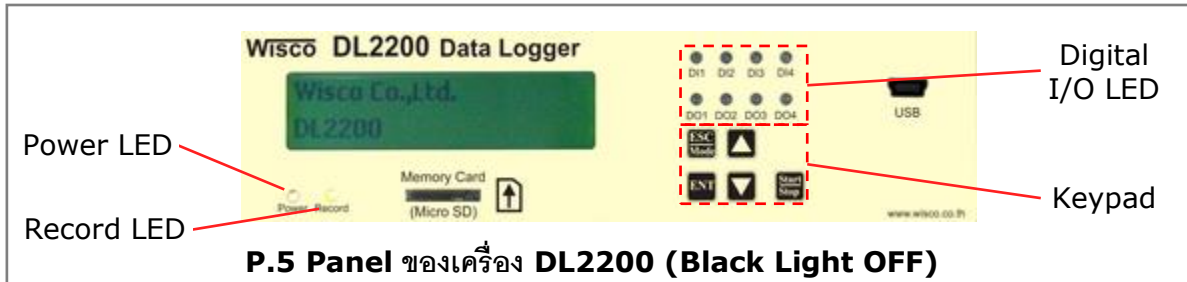 Wisco DL2200 Data Logger
Wisco Co.,Ltd.
DL2200
DI1 DI2 DI3 DI4
DO1 DO2 DO3 DO4
USB
Digital
I/O LED
ESC
Mode
ENT
Start
Stop
Keypad
Power LED
Record LED
Power Record
Memory Card
(Micro SD)
www.wisco.co.th
P.5 Panel ของเครื่อง DL2200 (Black Light OFF)